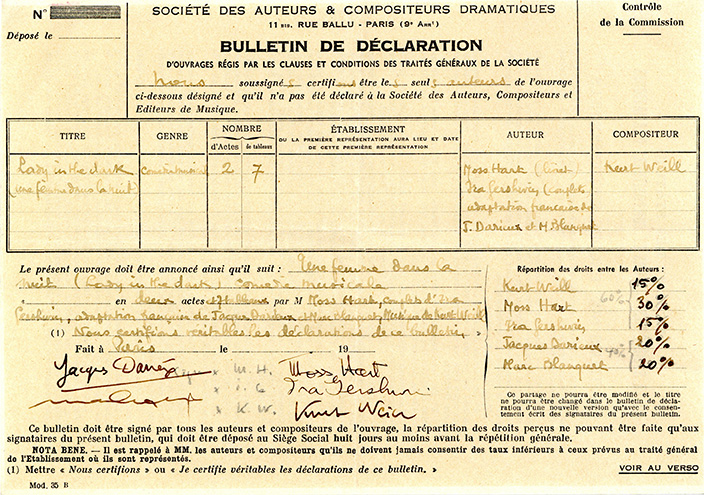 N°
Déposé le
SOCIÉTÉ DES AUTEURS & COMPOSITEURS DRAMATIQUES
11 BIS. RUE BALLU - PARIS (9e ARRt)
Contrôle
de la Commission
BULLETIN DE DÉCLARATION
D'OUVRAGES RÉGIS PAR LES CLAUSES ET CONDITIONS DES TRAITÉS GÉNÉRAUX DE LA SOCIÉTÉ
Nous soussignés certifions être les seuls auteurs de l'ouvrage
ci-dessous désigné et qu'il n'a pas été déclaré à la Société des Auteurs, Compositeurs et
Editeurs de Musique.
TITRE
GENRE
NOMBRE
d'Actes
de tableaux
ÉTABLISSEMENT
OU LA PREMIÈRE REPRÉSENTATION AURA LIEU ET DATE
DE CETTE PREMIÈRE REPRÉSENTATION
AUTEUR
COMPOSITEUR
Lady in the dark
(une femme dans la nuit)
2
7
Moss Hart (livret)
Ira Gershwin (couplets
adaptation française de
J. Darieux et M. Blanquet
Kurt Weill
Le présent ouvrage doit être annoncé ainsi qu'il suit : Une femme dans la
nuit (Lady in the dark) comédie musicale
en deux actes et 7 tableaux par M Moss Hart, couplets d'Ira
Gershwin, adaptation française de Jacques Darieux et Marc Blanquet, Musique de Kurt Weill
(1) Nous certifions véritables les déclarations de ce bulletin »
Fait à Paris le 19
Jacques
x M. H.
Moss Hart
x I. G.
Ira Gershwin
x K. W.
Kurt Weill
Répartition des droits entre les Auteurs :
Kurt Weill 15%
Moss Hart 30%
60%
Ira Gershwin 15%
Jacques Darieux 20%
40%
Marc Blanquet 20%
Ce partage ne pourra être modifié et le titre
ne pourra être changé dans le bulletin de décla-
ration d'une nouvelle version qu'avec le consen-
tement écrit des signataires du présent bulletin.
Ce bulletin doit être signé par tous les auteurs et compositeurs de l'ouvrage, la répartition des droits perçus ne pouvant être faite qu'aux
signataires du présent bulletin, qui doit être déposé au Siège Social huit jours au moins avant la répétition générale.
NOTA BENE. — Il est rappelé à MM. les auteurs et compositeurs qu'ils ne doivent jamais consentir des taux inférieurs à ceux prévus au traité général
de l'Etablissement où ils sont représentés.
(1) Mettre « Nous certifions » ou « Je certifie véritables les déclarations de ce bulletin. »
VOIR AU VERSO
Mod. 35 B